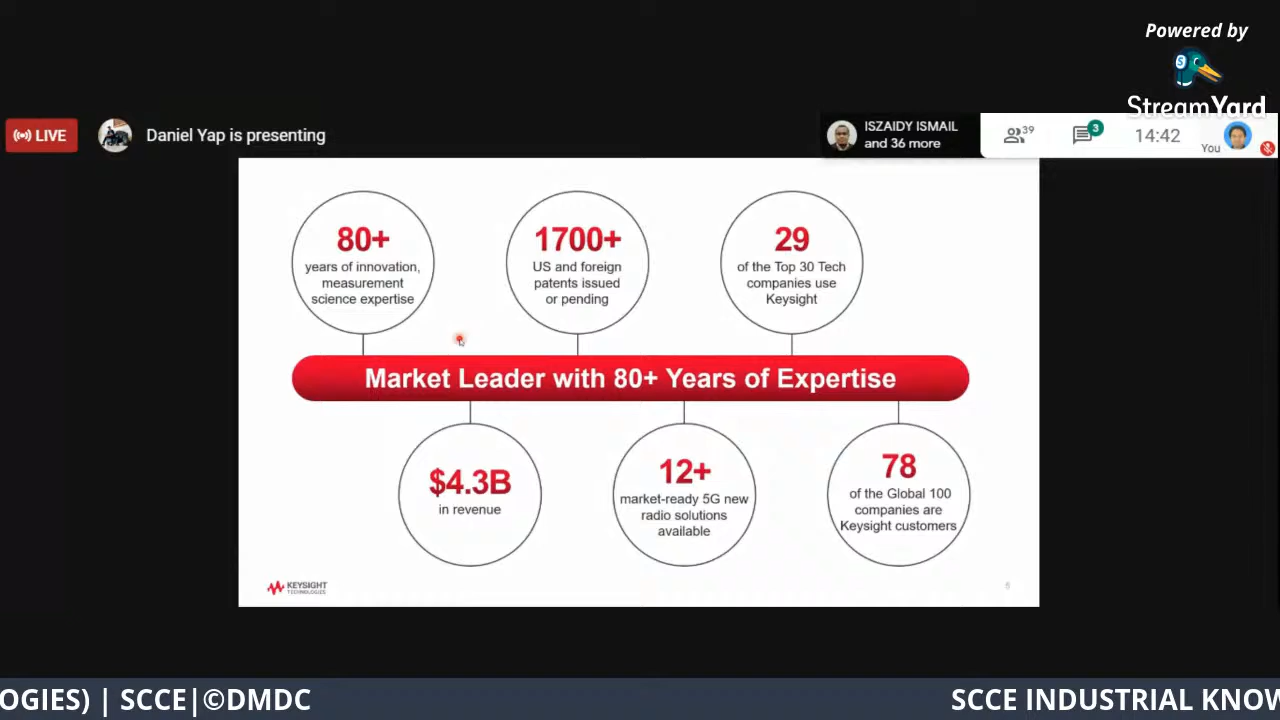 Powered by
StreamYard
LIVE
Daniel Yap is presenting
ISZAIDY ISMAIL
and 36 more
39
3
14:42
You
80+
years of innovation,
measurement
science expertise
1700+
US and foreign
patents issued
or pending
29
of the Top 30 Tech
companies use
Keysight
Market Leader with 80+ Years of Expertise
$4.3B
in revenue
12+
market-ready 5G new
radio solutions
available
78
of the Global 100
companies are
Keysight customers
KEYSIGHT
TECHNOLOGIES
6
OGIES) | SCCE|©DMDC
SCCE INDUSTRIAL KNOW